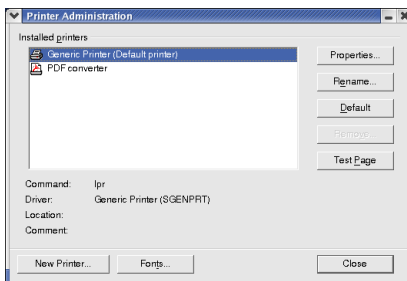 Printer Administration
Installed printers
Generic Printer (Default printer)
PDF converter
Properties...
Rename...
Default
Remove...
Test Page
Command: lpr
Driver: Generic Printer (SGENPRT)
Location:
Comment:
New Printer...
Fonts...
Close